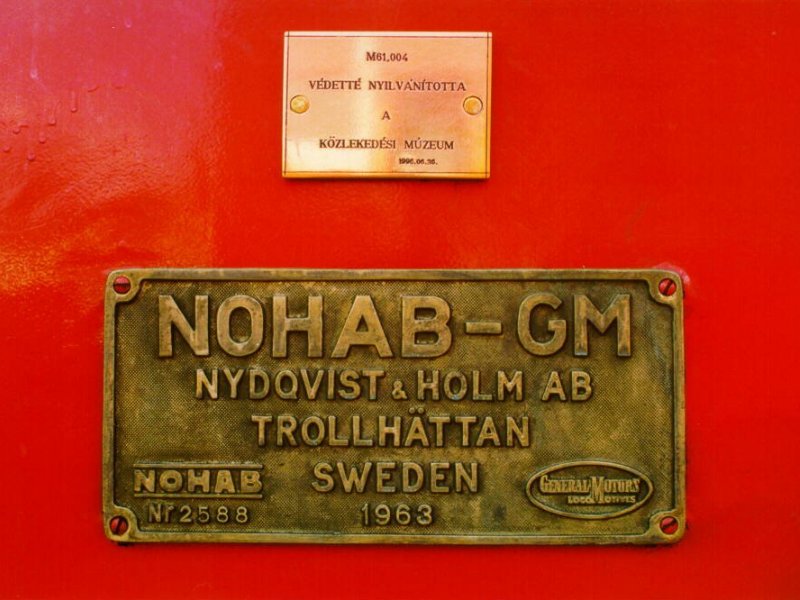 M61,004
VÉDETTÉ NYILVÁNÍTOTTA
A
KÖZLEKEDÉSI MÚZEUM
1996.06.26.
NOHAB-GM
NYDQVIST & HOLM AB
TROLLHÄTTAN
SWEDEN
NOHAB
Nr 2588
1963
GENERAL MOTORS
LOCOMOTIVES